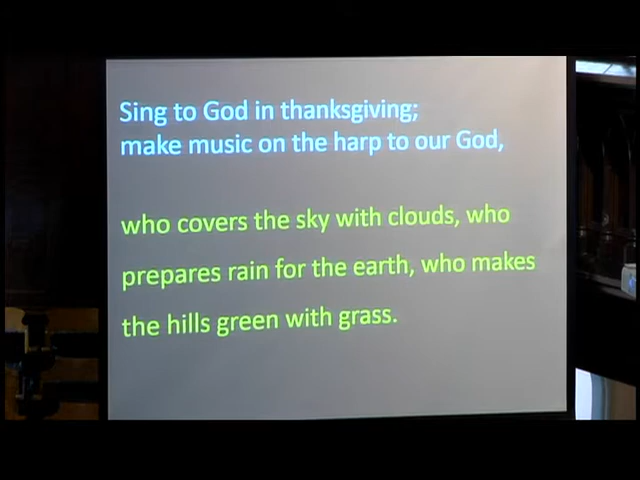 Sing to God in thanksgiving;
make music on the harp to our God,
who covers the sky with clouds, who
prepares rain for the earth, who makes
the hills green with grass.